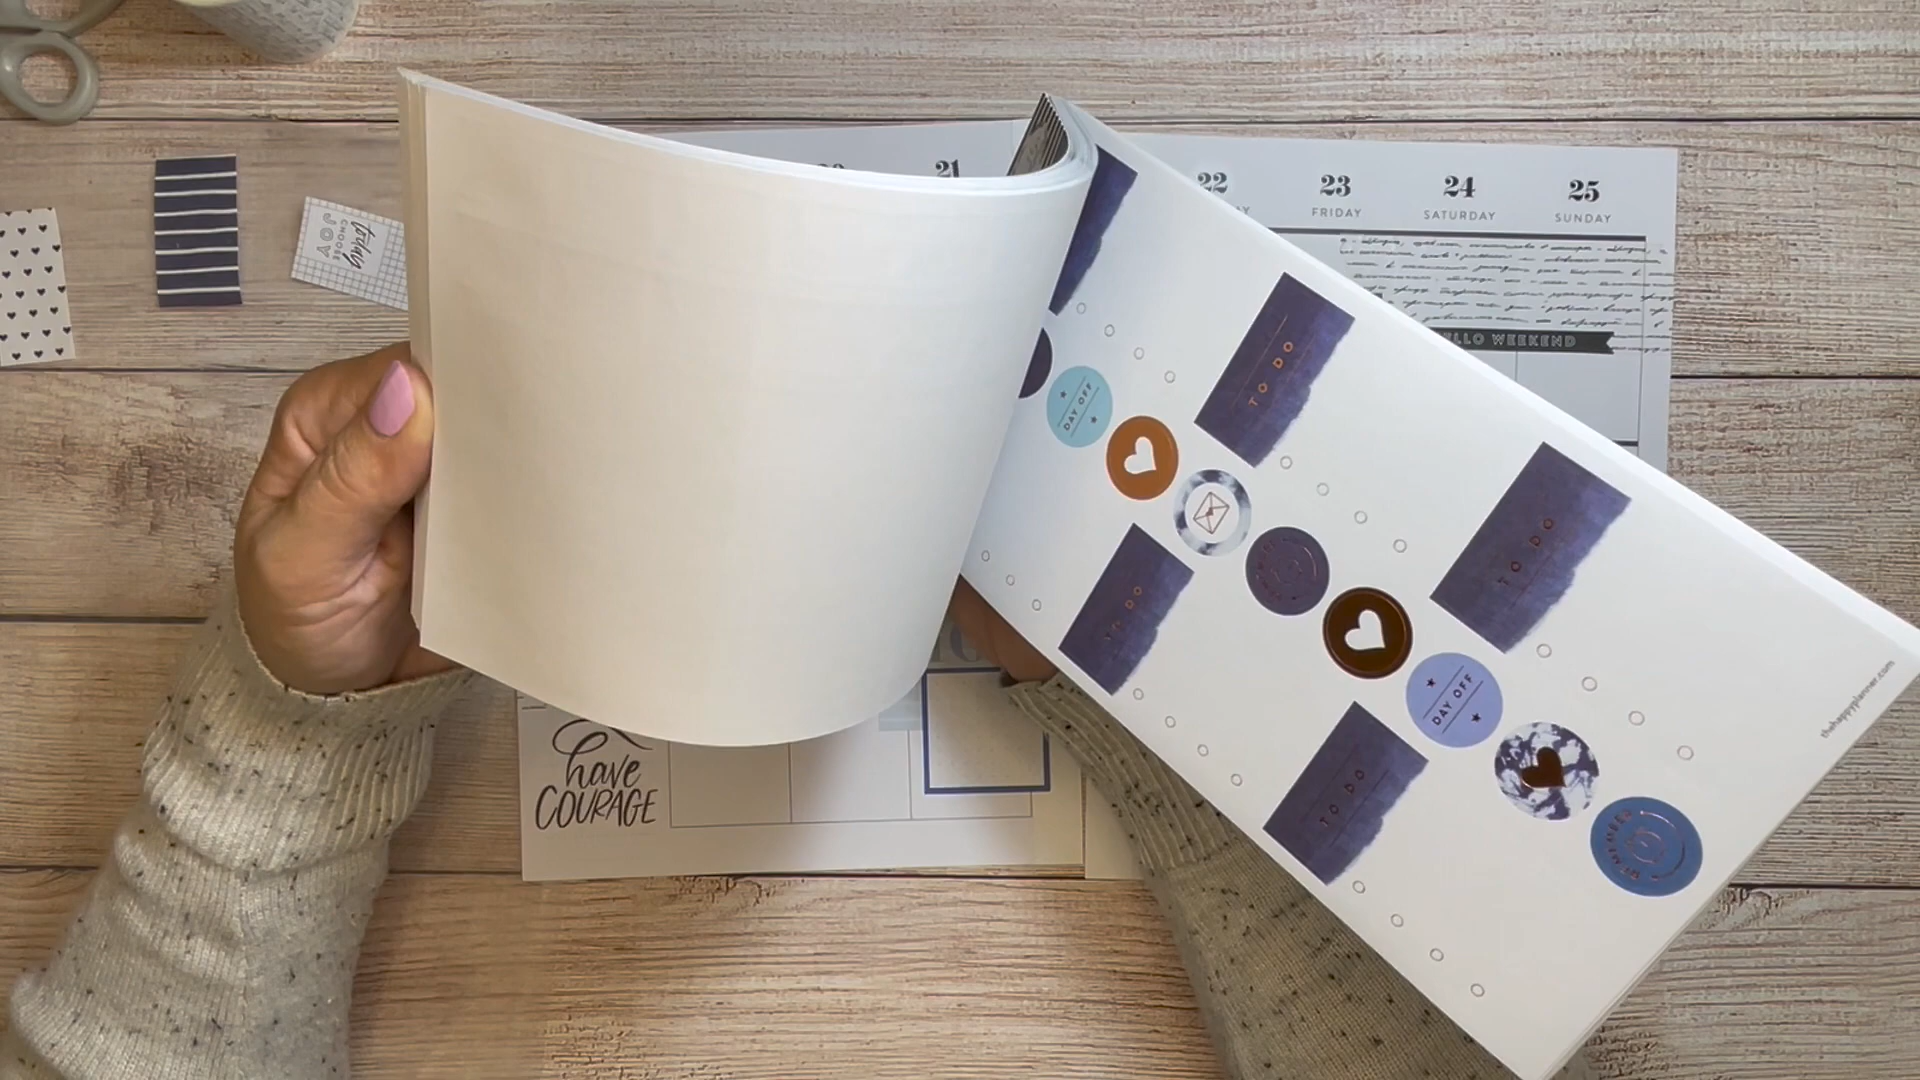 21
22
23
24
25
FRIDAY
SATURDAY
SUNDAY
today
CHOOSE
JOY
WEEKEND
TO DO
DAY OFF
TO DO
TO DO
TO DO
DAY OFF
REMEMBER
thehappyplanner.com
have
COURAGE